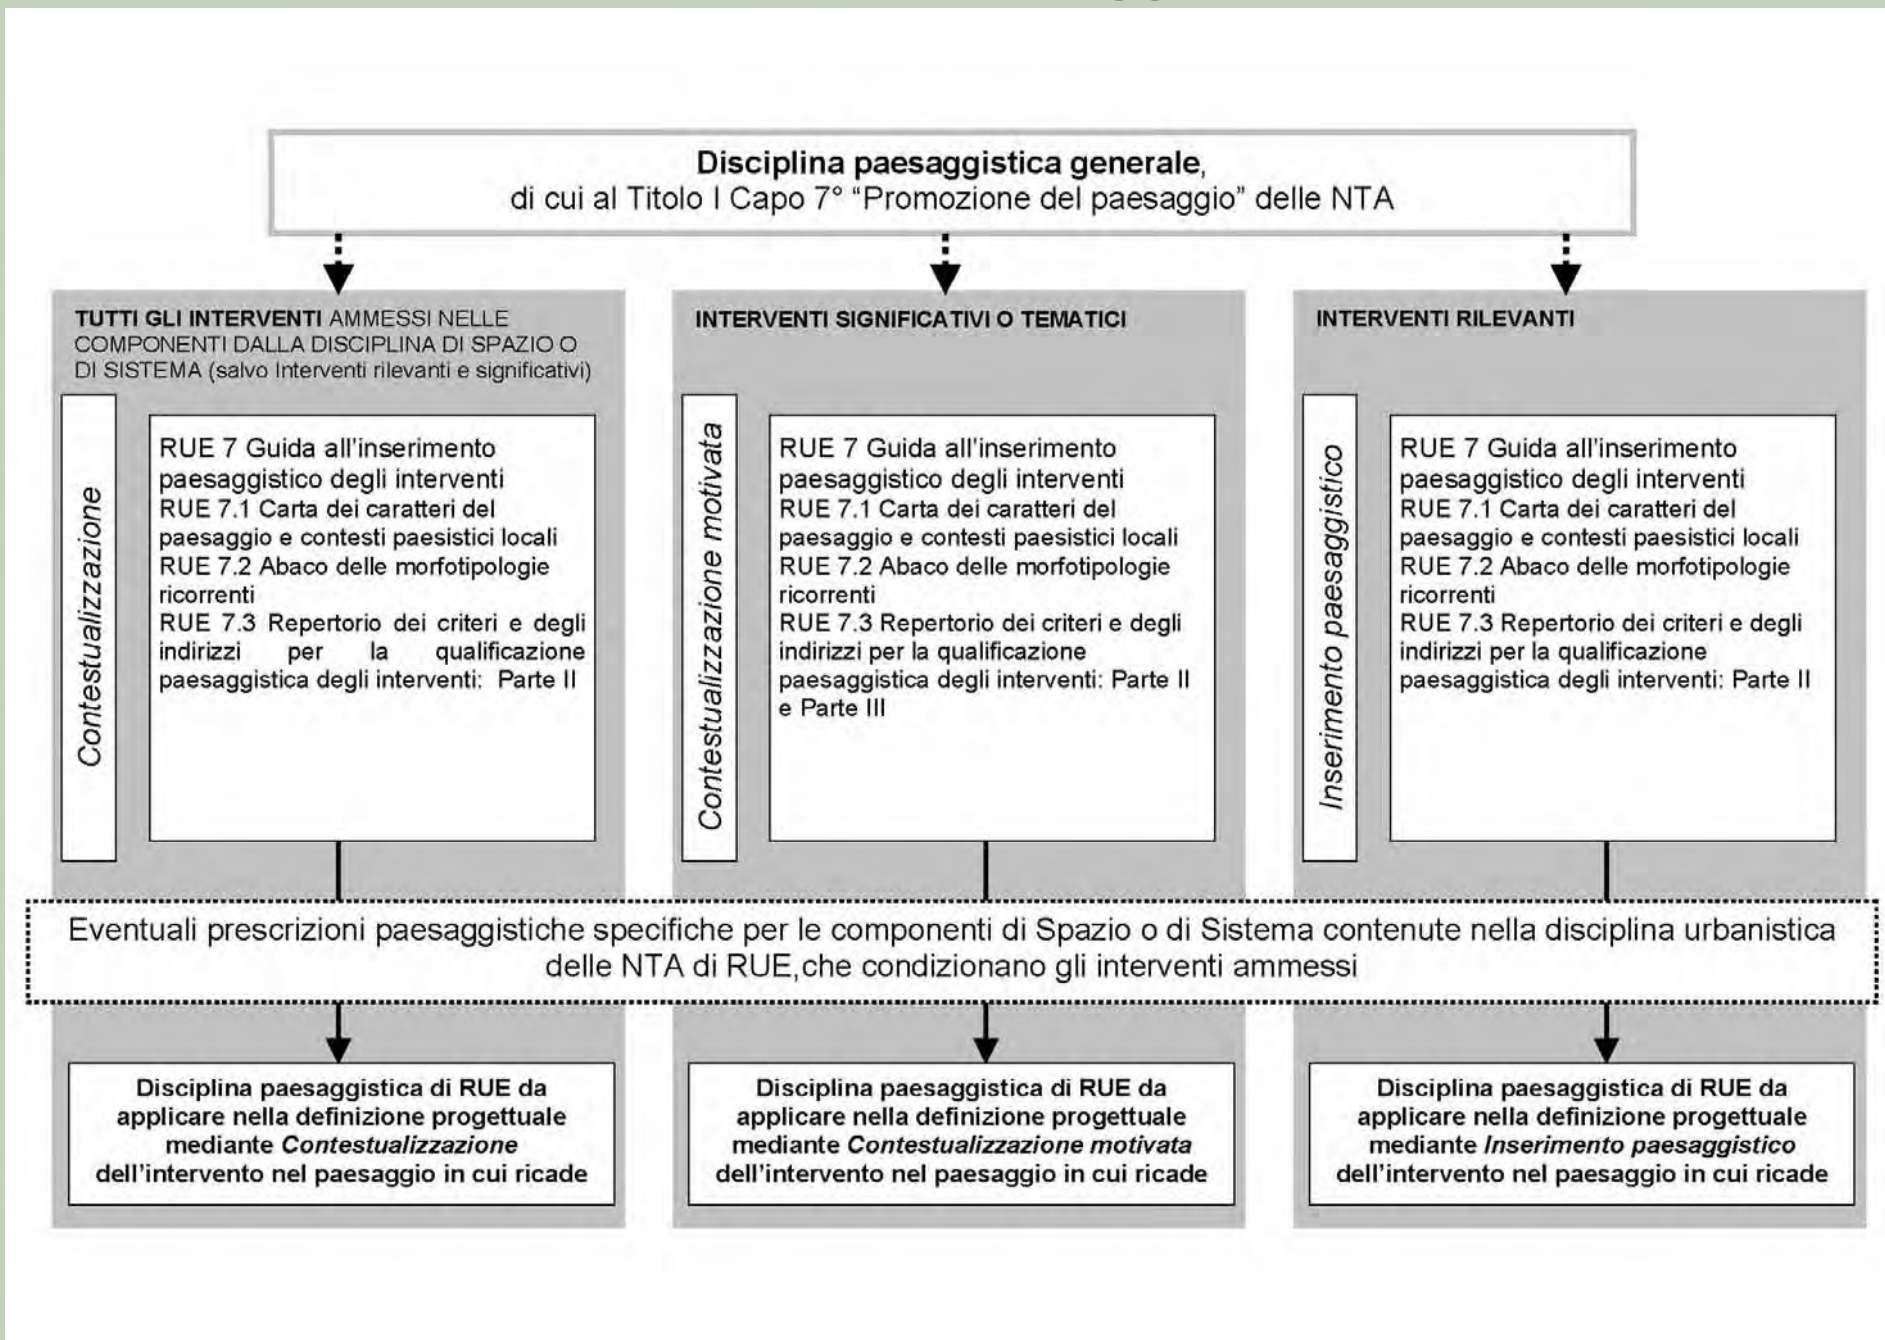 Disciplina paesaggistica generale,
di cui al Titolo I Capo 7° “Promozione del paesaggio” delle NTA
TUTTI GLI INTERVENTI AMMESSI NELLE
COMPONENTI DALLA DISCIPLINA DI SPAZIO O
DI SISTEMA (salvo Interventi rilevanti e significativi)
Contestualizzazione
RUE 7 Guida all’inserimento
paesaggistico degli interventi
RUE 7.1 Carta dei caratteri del
paesaggio e contesti paesistici locali
RUE 7.2 Abaco delle morfotipologie
ricorrenti
RUE 7.3 Repertorio dei criteri e degli
indirizzi per la qualificazione
paesaggistica degli interventi: Parte II
INTERVENTI SIGNIFICATIVI O TEMATICI
Contestualizzazione motivata
RUE 7 Guida all’inserimento
paesaggistico degli interventi
RUE 7.1 Carta dei caratteri del
paesaggio e contesti paesistici locali
RUE 7.2 Abaco delle morfotipologie
ricorrenti
RUE 7.3 Repertorio dei criteri e degli
indirizzi per la qualificazione
paesaggistica degli interventi: Parte II
e Parte III
INTERVENTI RILEVANTI
Inserimento paesaggistico
RUE 7 Guida all’inserimento
paesaggistico degli interventi
RUE 7.1 Carta dei caratteri del
paesaggio e contesti paesistici locali
RUE 7.2 Abaco delle morfotipologie
ricorrenti
RUE 7.3 Repertorio dei criteri e degli
indirizzi per la qualificazione
paesaggistica degli interventi: Parte II
Eventuali prescrizioni paesaggistiche specifiche per le componenti di Spazio o di Sistema contenute nella disciplina urbanistica
delle NTA di RUE,che condizionano gli interventi ammessi
Disciplina paesaggistica di RUE da
applicare nella definizione progettuale
mediante Contestualizzazione
dell’intervento nel paesaggio in cui ricade
Disciplina paesaggistica di RUE da
applicare nella definizione progettuale
mediante Contestualizzazione motivata
dell’intervento nel paesaggio in cui ricade
Disciplina paesaggistica di RUE da
applicare nella definizione progettuale
mediante Inserimento paesaggistico
dell’intervento nel paesaggio in cui ricade